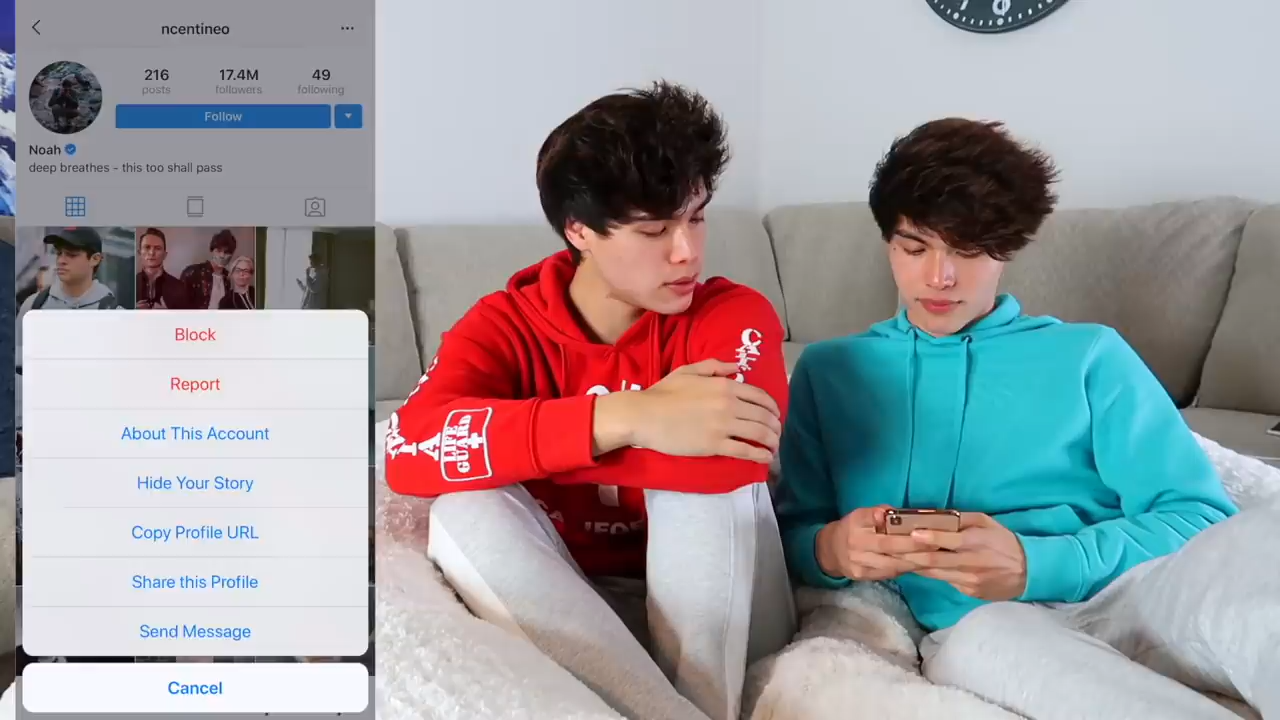 ncentineo
216
17.4M
49
posts
followers
following
Follow
Noah
deep breathes - this too shall pass
Block
Report
About This Account
Hide Your Story
Copy Profile URL
Share this Profile
Send Message
Cancel
LIFE
GUARD